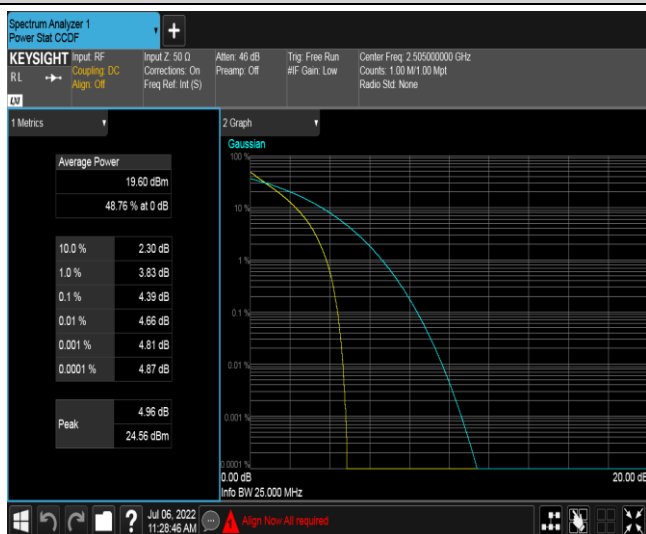 Spectrum Analyzer 1
Power Stat CCDF
+
KEYSIGHT
RL
LXI
Input: RF
Coupling: DC
Align: Off
Input Z: 50 Ω
Corrections: On
Freq Ref: Int (S)
Atten: 46 dB
Preamp: Off
Trig: Free Run
#IF Gain: Low
Center Freq: 2.505000000 GHz
Counts: 1.00 M/1.00 Mpt
Radio Std: None
1 Metrics
Average Power
19.60 dBm
48.76 % at 0 dB
10.0 % 2.30 dB
1.0 % 3.83 dB
0.1 % 4.39 dB
0.01 % 4.66 dB
0.001 % 4.81 dB
0.0001 % 4.87 dB
Peak
4.96 dB
24.56 dBm
2 Graph
Gaussian
100 %
10 %
1 %
0.1 %
0.01 %
0.001 %
0.0001 %
0.00 dB
20.00 dB
Info BW 25.000 MHz
?
Jul 06, 2022
11:28:46 AM
Align Now All required